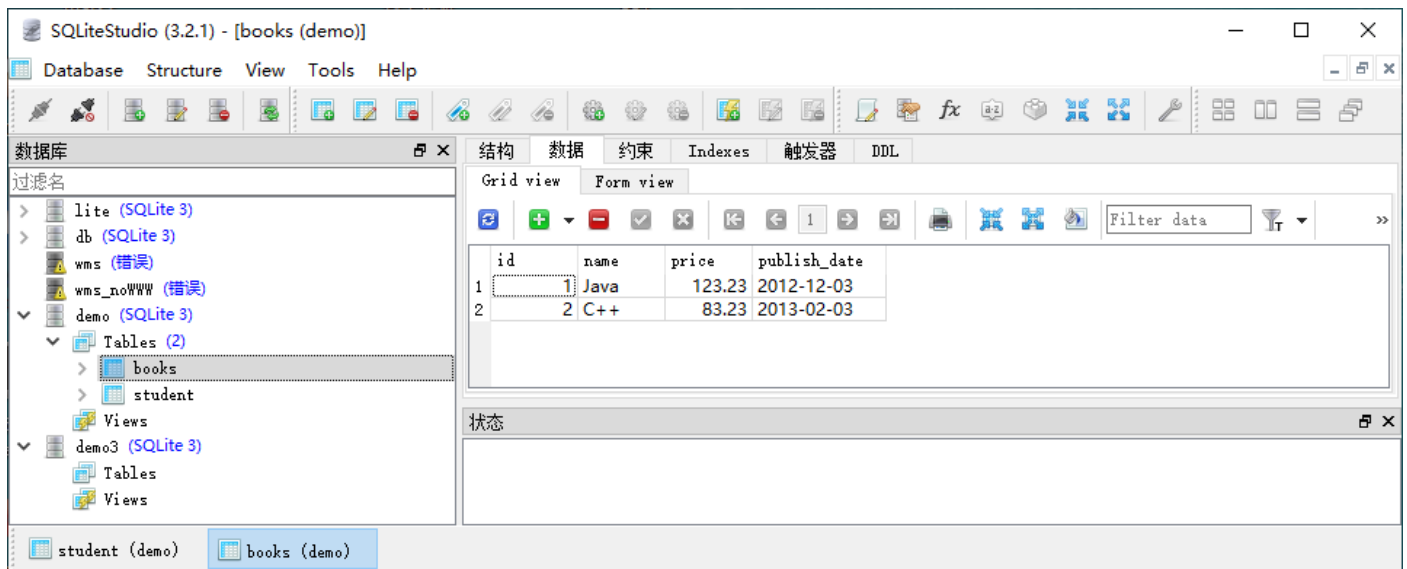 SQLiteStudio (3.2.1) - [books (demo)]
Database Structure View Tools Help
数据库
过滤名
lite (SQLite 3)
db (SQLite 3)
wms (错误)
wms_noWWW (错误)
demo (SQLite 3)
Tables (2)
books
student
Views
demo3 (SQLite 3)
Tables
Views
结构 数据 约束 Indexes 触发器 DDL
Grid view Form view
1 Filter data
id name price publish_date
1 1 Java 123.23 2012-12-03
2 2 C++ 83.23 2013-02-03
状态
student (demo) books (demo)